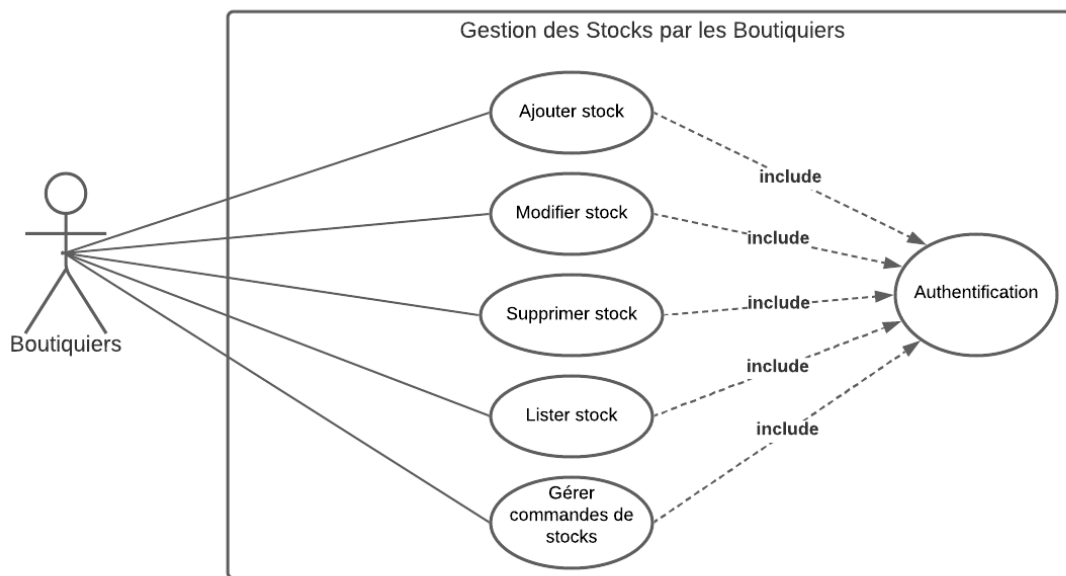 Gestion des Stocks par les Boutiquiers
Ajouter stock
include
Modifier stock
include
Authentification
Supprimer stock
include
Boutiquiers
include
Lister stock
include
Gérer
commandes de
stocks